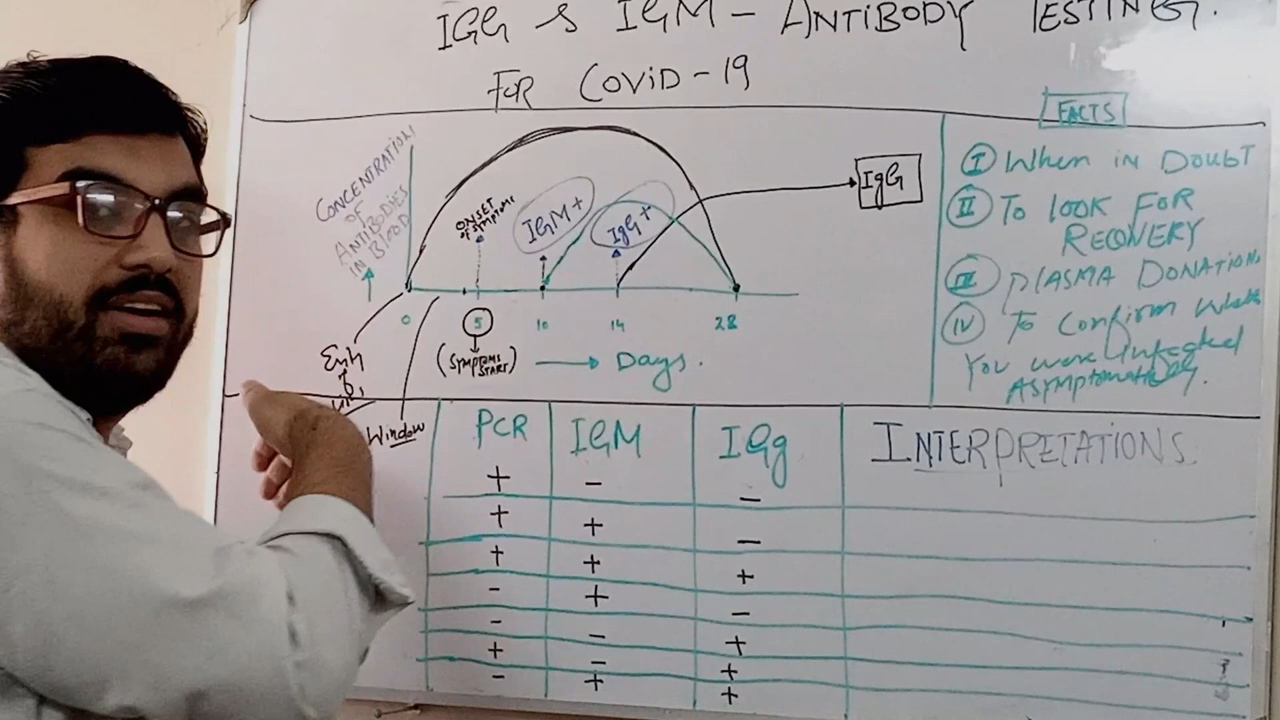 IGG & IGM - ANTIBODY TESTING.
FOR COVID-19
CONCENTRATION
OF
ANTIBODIES
IN BLOOD
ONSET
OF SYMPTOMS
IGM+
IgG+
IgG
0
5
10
14
28
(SYMPTOMS
START)
Days.
Window
FACTS
I When in DOUBT
II To look FOR
RECOVERY
III PLASMA DONATION
IV To Confirm
You were infected
ASYMPTOMATICALLY.
PCR IGM IGg INTERPRETATIONS.
+ - -
+ + -
+ + +
- + -
- - +
+ - +
- + +